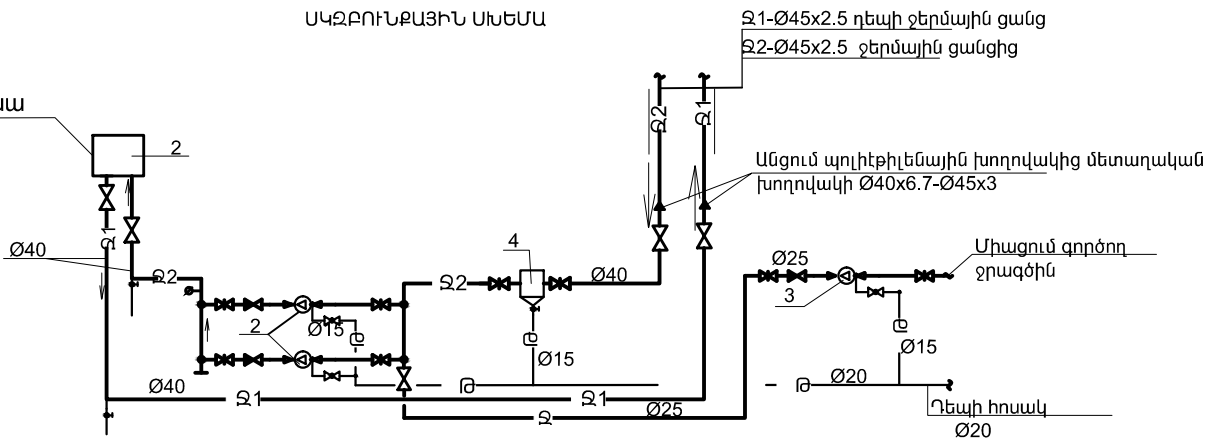 ՍԿԶԲՈՒՆՔԱՅԻՆ ՍԽԵՄԱ
Ջ1-Ø45x2.5 դեպի ջերմային ցանց
Ջ2-Ø45x2.5 ջերմային ցանցից
2
Ջ2
Ջ1
Անցում պոլիէթիլենային խողովակից մետաղական
խողովակի Ø40x6.7-Ø45x3
Ջ1
Ø40
4
Միացում գործող
ջրագծին
Ø25
Ջ2
Ջ2
Ø40
3
2
Ø15
Թ
Թ
Ø15
Թ
Ø15
Ø40
Թ
Թ
Ø20
Ջ1
Ջ1
Ջ
Ø25
Դեպի հոսակ
Ø20